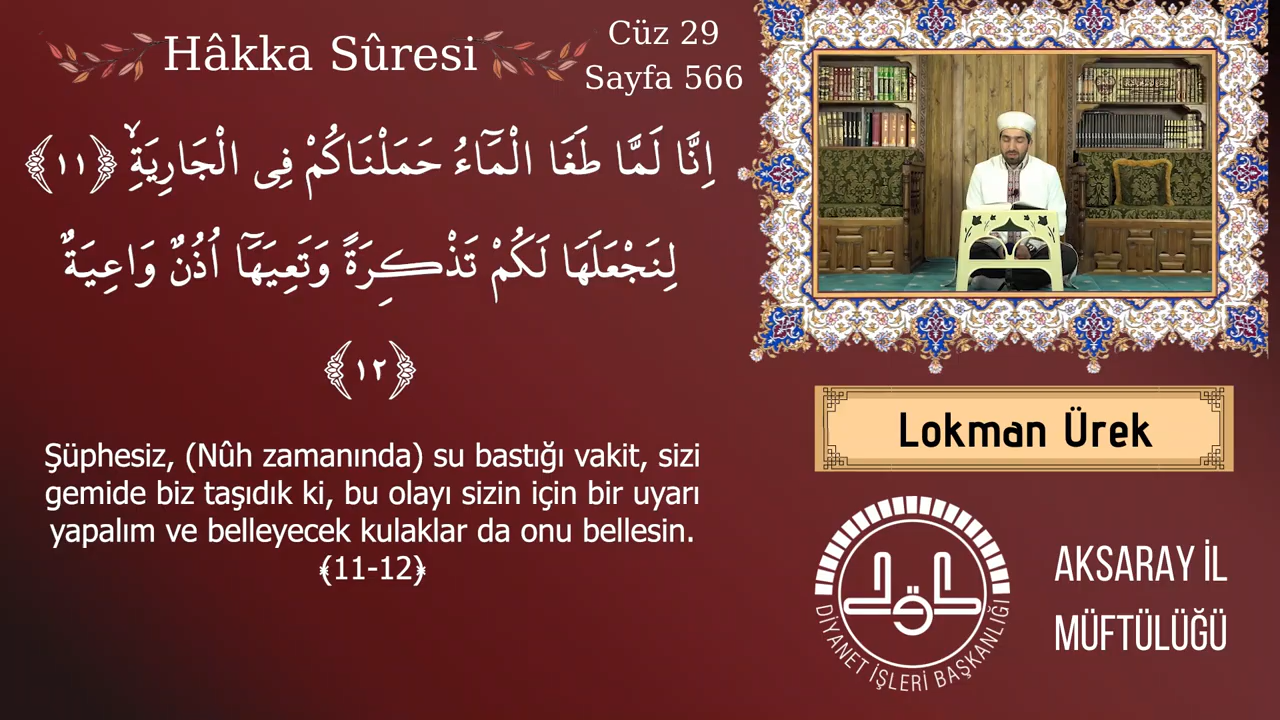 Hâkka Sûresi
Cüz 29
Sayfa 566
اِنَّا لَمَّا طَغَا الْمَٓاءُ حَمَلْنَاكُمْ فِى الْجَارِيَةِۙ ﴿١١﴾
لِنَجْعَلَهَا لَكُمْ تَذْكِرَةً وَتَعِيَهَٓا اُذُنٌ وَاعِيَةٌ
﴿١٢﴾
Şüphesiz, (Nûh zamanında) su bastığı vakit, sizi
gemide biz taşıdık ki, bu olayı sizin için bir uyarı
yapalım ve belleyecek kulaklar da onu bellesin.
﴾11-12﴿
Lokman Ürek
DİYANET İŞLERİ BAŞKANLIĞI
AKSARAY İL
MÜFTÜLÜĞÜ